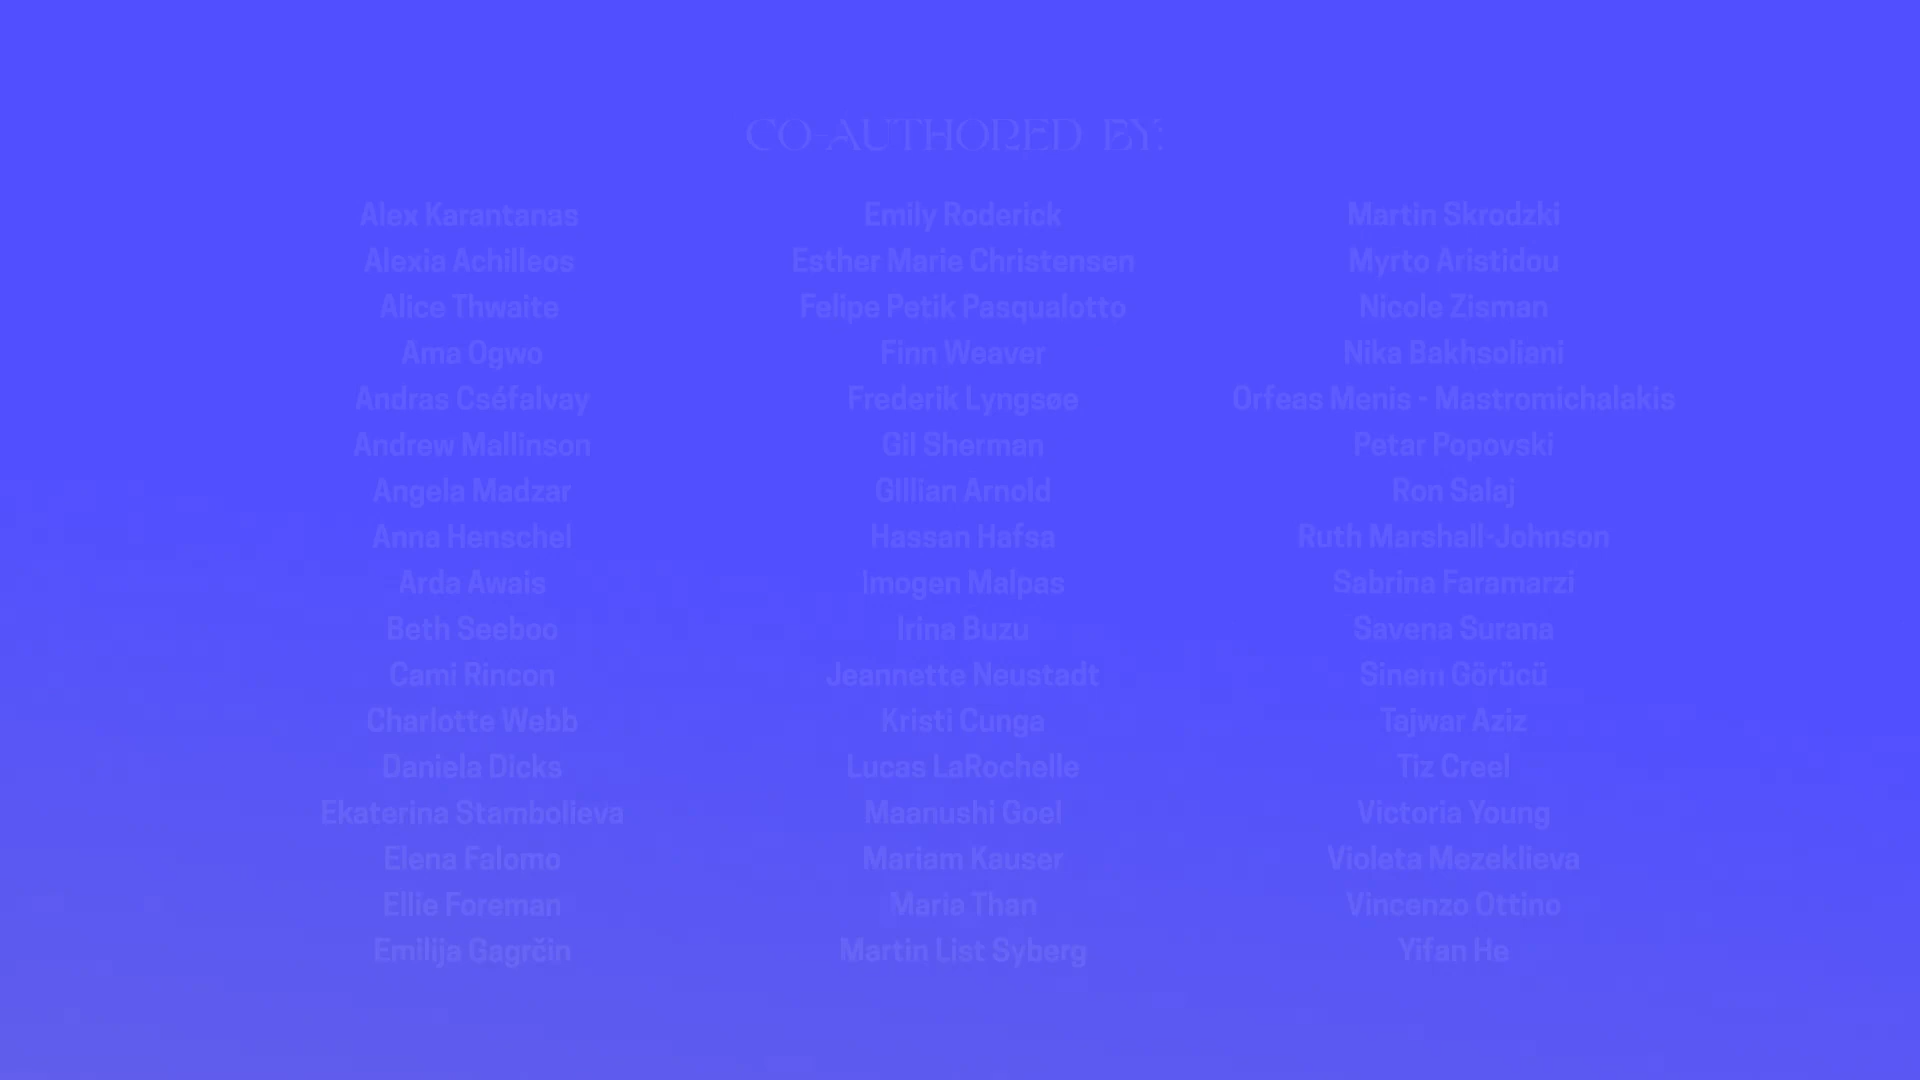 CO-AUTHORED BY:
Alex Karantanas
Alexia Achilleos
Alice Thwaite
Ama Ogwo
Andras Cséfalvay
Andrew Mallinson
Angela Madzar
Anna Henschel
Arda Awais
Beth Seeboo
Cami Rincon
Charlotte Webb
Daniela Dicks
Ekaterina Stambolieva
Elena Falomo
Ellie Foreman
Emilija Gagrčin
Emily Roderick
Esther Marie Christensen
Felipe Petik Pasqualotto
Finn Weaver
Frederik Lyngsøe
Gil Sherman
GIllian Arnold
Hassan Hafsa
Imogen Malpas
Irina Buzu
Jeannette Neustadt
Kristi Cunga
Lucas LaRochelle
Maanushi Goel
Mariam Kauser
Maria Than
Martin List Syberg
Martin Skrodzki
Myrto Aristidou
Nicole Zisman
Nika Bakhsoliani
Orfeas Menis - Mastromichalakis
Petar Popovski
Ron Salaj
Ruth Marshall-Johnson
Sabrina Faramarzi
Savena Surana
Sinem Görücü
Tajwar Aziz
Tiz Creel
Victoria Young
Violeta Mezeklieva
Vincenzo Ottino
Yifan He